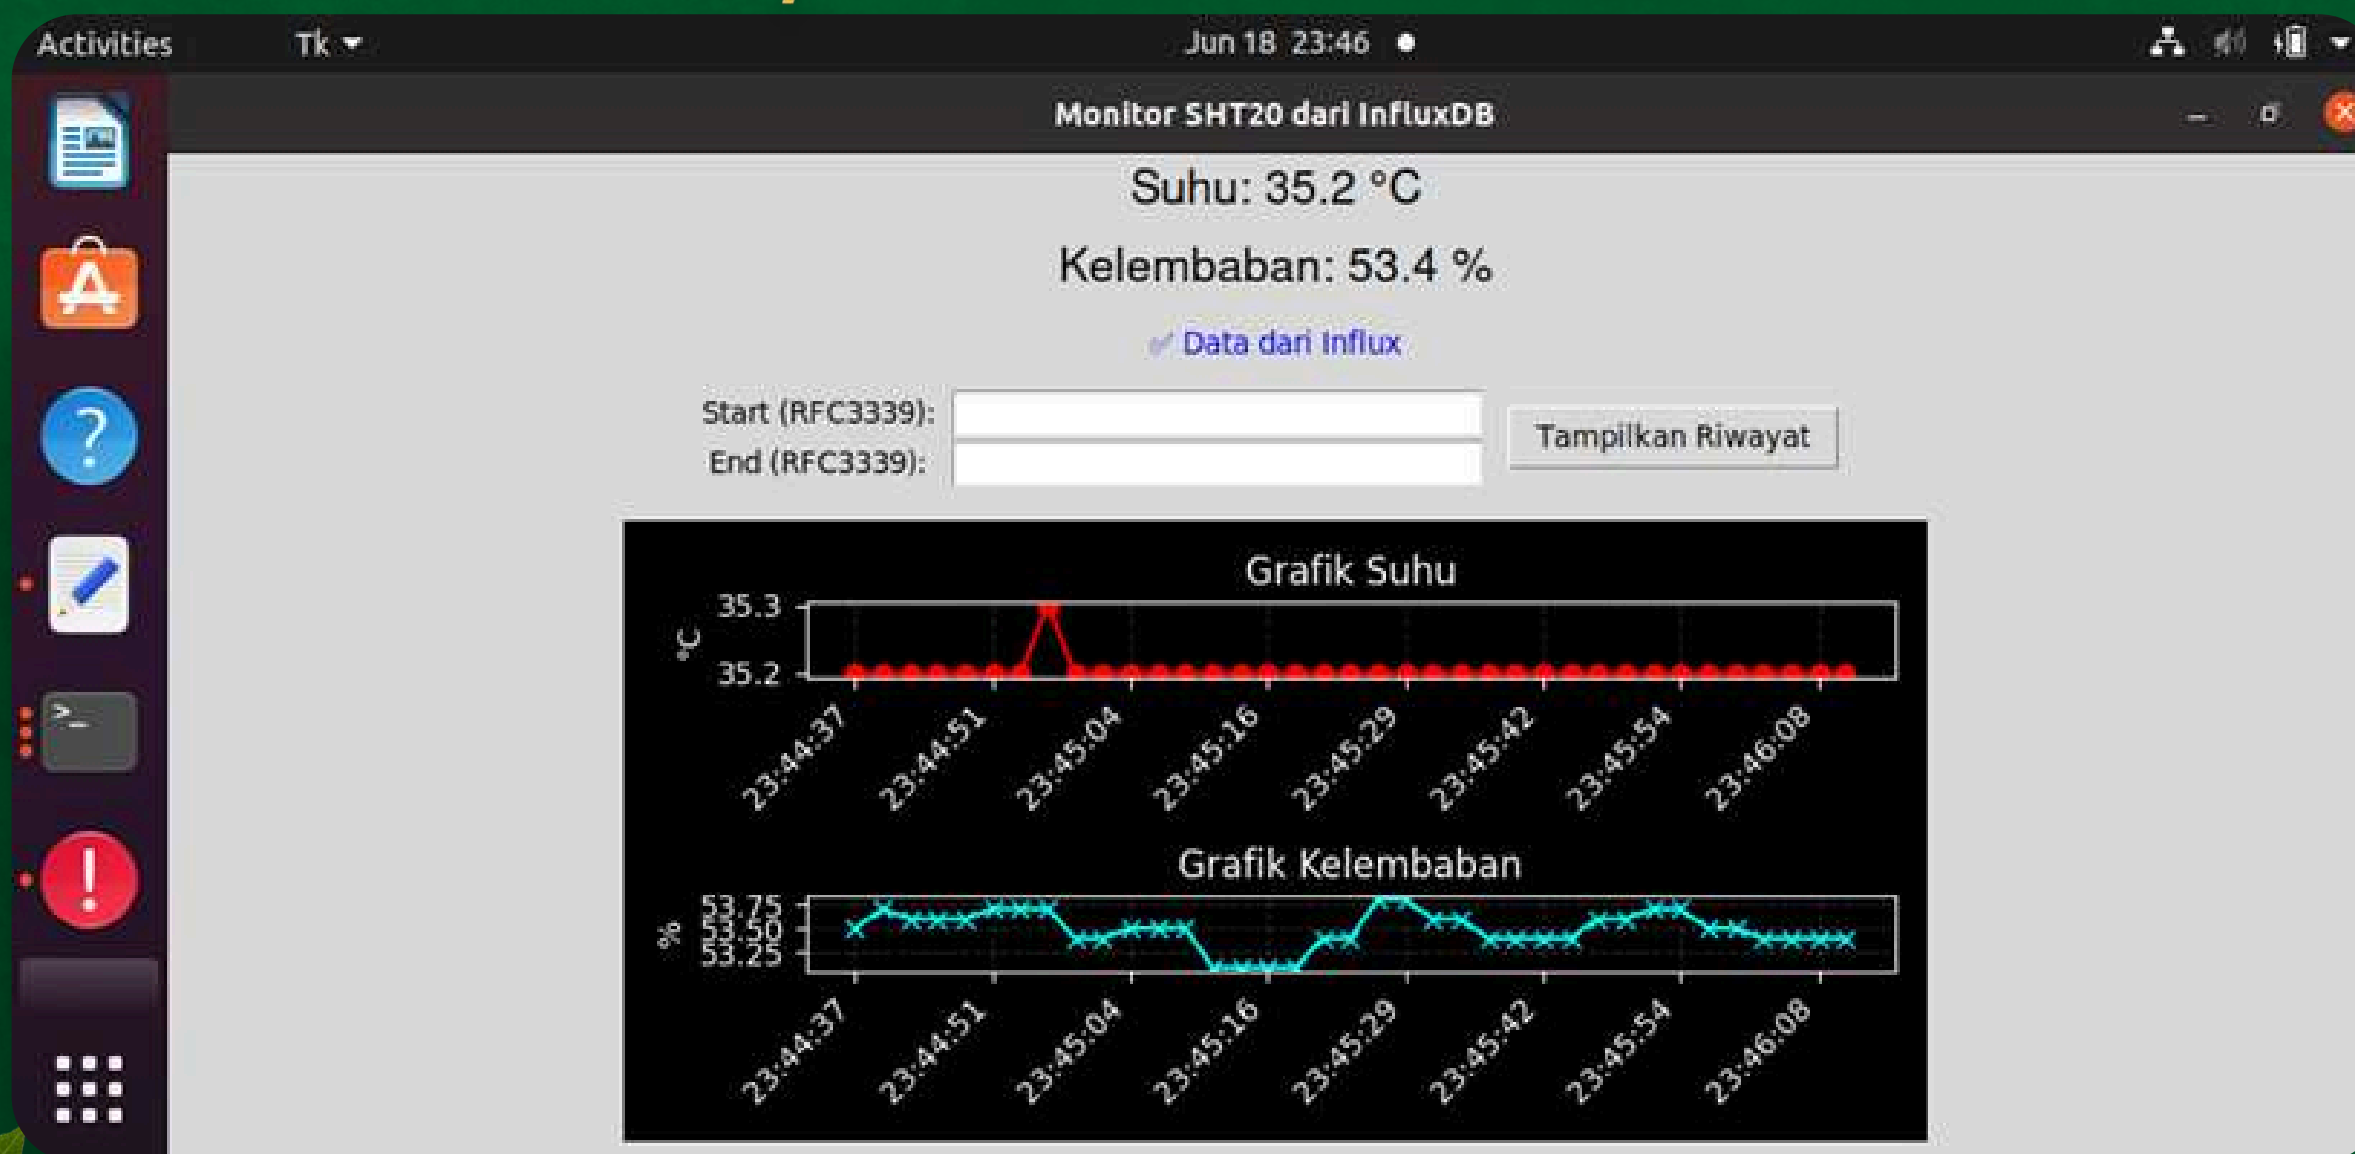 Activities Tk Jun 18 23:46
Monitor SHT20 dari InfluxDB
Suhu: 35.2 °C
Kelembaban: 53.4 %
✅ Data dari Influx
Start (RFC3339):
End (RFC3339):
Tampilkan Riwayat
Grafik Suhu
°C
35.3
35.2
23:44:37 23:44:51 23:45:04 23:45:16 23:45:29 23:45:42 23:45:54 23:46:08
Grafik Kelembaban
%
53.75
53.50
53.25
23:44:37 23:44:51 23:45:04 23:45:16 23:45:29 23:45:42 23:45:54 23:46:08